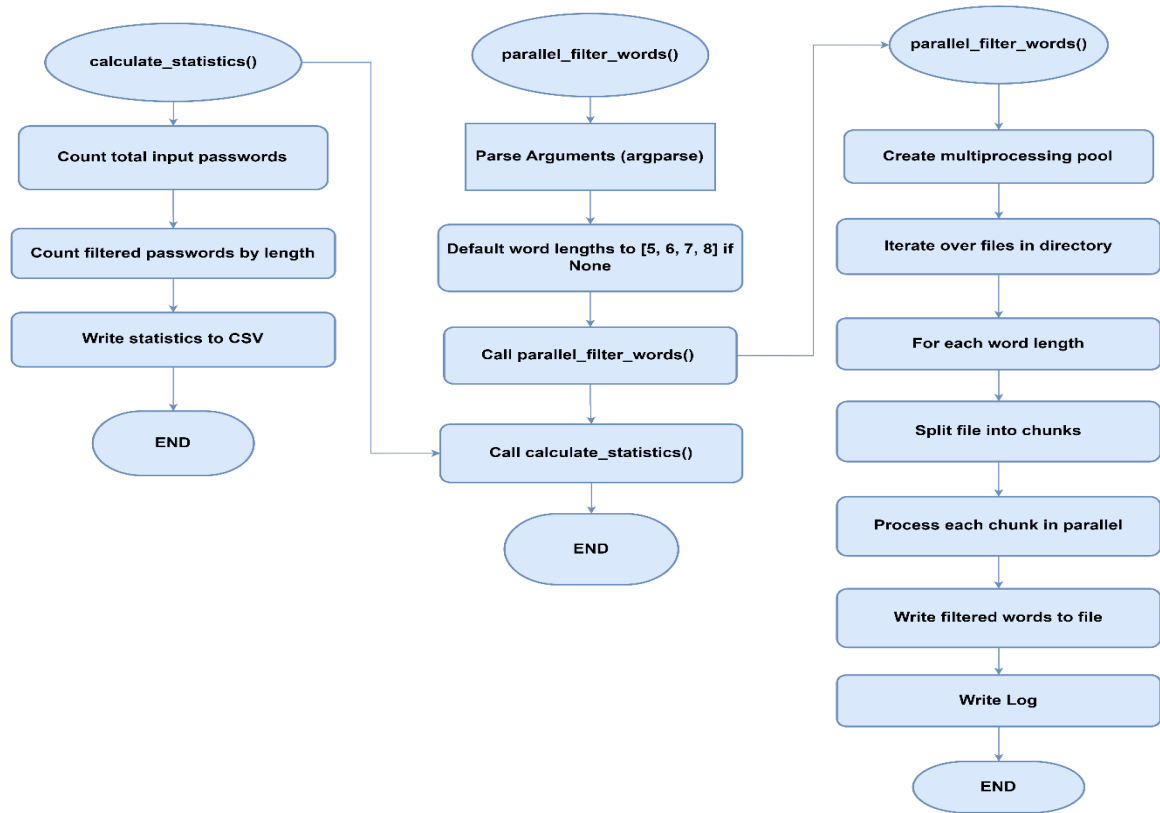 calculate_statistics()
Count total input passwords
Count filtered passwords by length
Write statistics to CSV
END
parallel_filter_words()
Parse Arguments (argparse)
Default word lengths to [5, 6, 7, 8] if
None
Call parallel_filter_words()
Call calculate_statistics()
END
parallel_filter_words()
Create multiprocessing pool
Iterate over files in directory
For each word length
Split file into chunks
Process each chunk in parallel
Write filtered words to file
Write Log
END